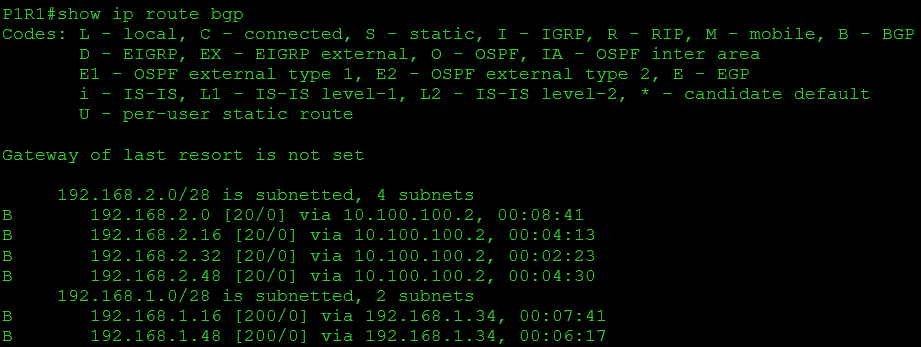 P1R1#show ip route bgp
Codes: L - local, C - connected, S - static, I - IGRP, R - RIP, M - mobile, B - BGP
       D - EIGRP, EX - EIGRP external, O - OSPF, IA - OSPF inter area
       E1 - OSPF external type 1, E2 - OSPF external type 2, E - EGP
       i - IS-IS, L1 - IS-IS level-1, L2 - IS-IS level-2, * - candidate default
       U - per-user static route
Gateway of last resort is not set
     192.168.2.0/28 is subnetted, 4 subnets
B       192.168.2.0 [20/0] via 10.100.100.2, 00:08:41
B       192.168.2.16 [20/0] via 10.100.100.2, 00:04:13
B       192.168.2.32 [20/0] via 10.100.100.2, 00:02:23
B       192.168.2.48 [20/0] via 10.100.100.2, 00:04:30
     192.168.1.0/28 is subnetted, 2 subnets
B       192.168.1.16 [200/0] via 192.168.1.34, 00:07:41
B       192.168.1.48 [200/0] via 192.168.1.34, 00:06:17